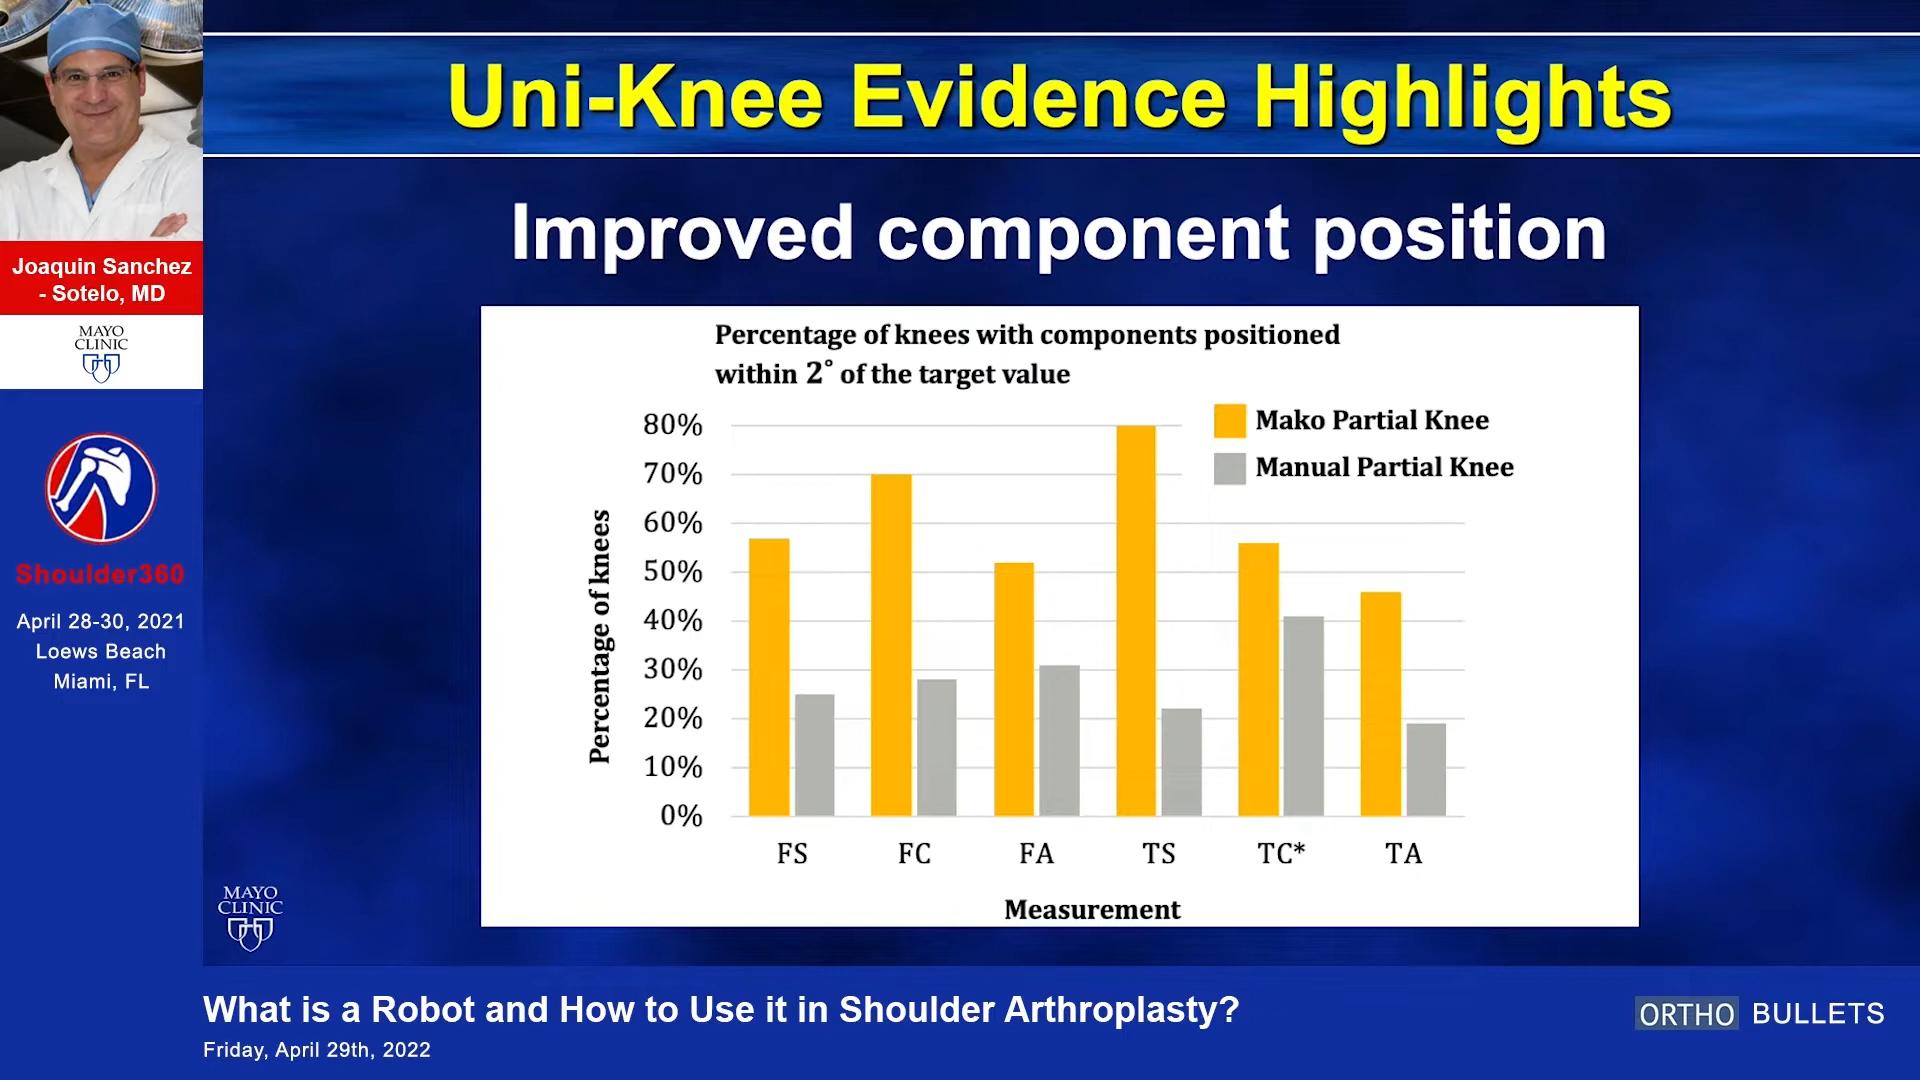 Uni-Knee Evidence Highlights
Improved component position
Joaquin Sanchez
- Sotelo, MD
MAYO
CLINIC
Shoulder360
April 28-30, 2021
Loews Beach
Miami, FL
Percentage of knees with components positioned
within 2° of the target value
Mako Partial Knee
Manual Partial Knee
Percentage of knees
80%
70%
60%
50%
40%
30%
20%
10%
0%
FS FC FA TS TC* TA
Measurement
MAYO
CLINIC
What is a Robot and How to Use it in Shoulder Arthroplasty?
Friday, April 29th, 2022
ORTHO BULLETS